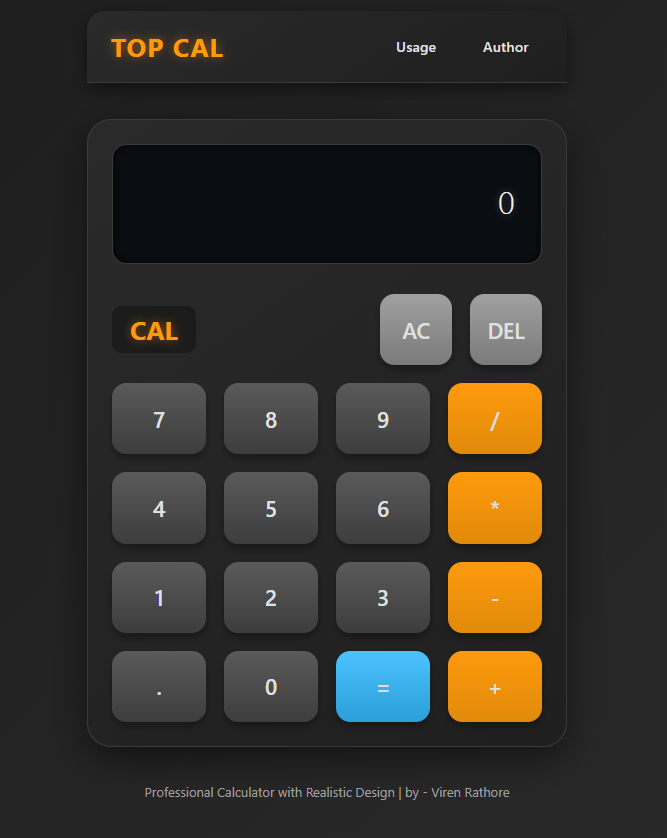 TOP CAL Usage Author
0
CAL AC DEL
7 8 9 /
4 5 6 *
1 2 3 -
. 0 = +
Professional Calculator with Realistic Design | by - Viren Rathore